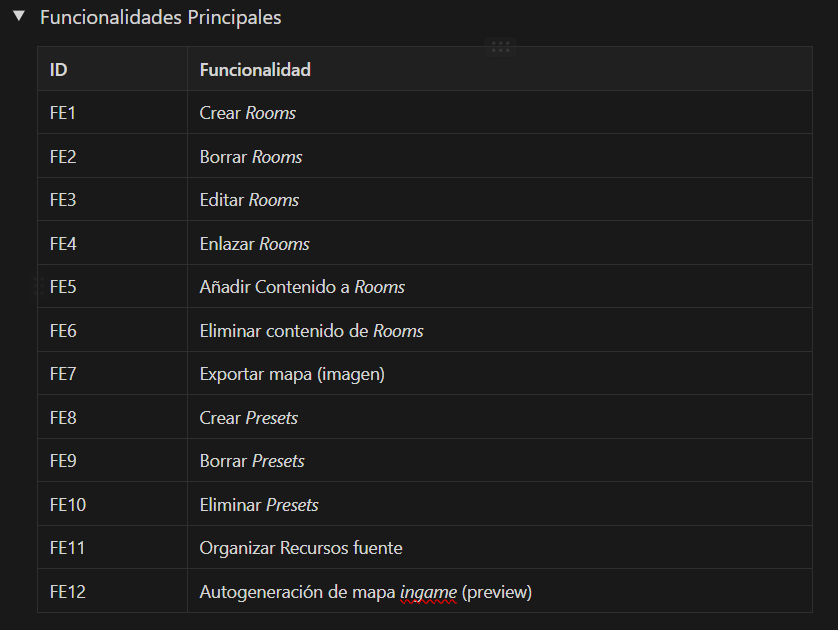 Funcionalidades Principales
ID Funcionalidad
FE1 Crear Rooms
FE2 Borrar Rooms
FE3 Editar Rooms
FE4 Enlazar Rooms
FE5 Añadir Contenido a Rooms
FE6 Eliminar contenido de Rooms
FE7 Exportar mapa (imagen)
FE8 Crear Presets
FE9 Borrar Presets
FE10 Eliminar Presets
FE11 Organizar Recursos fuente
FE12 Autogeneración de mapa ingame (preview)